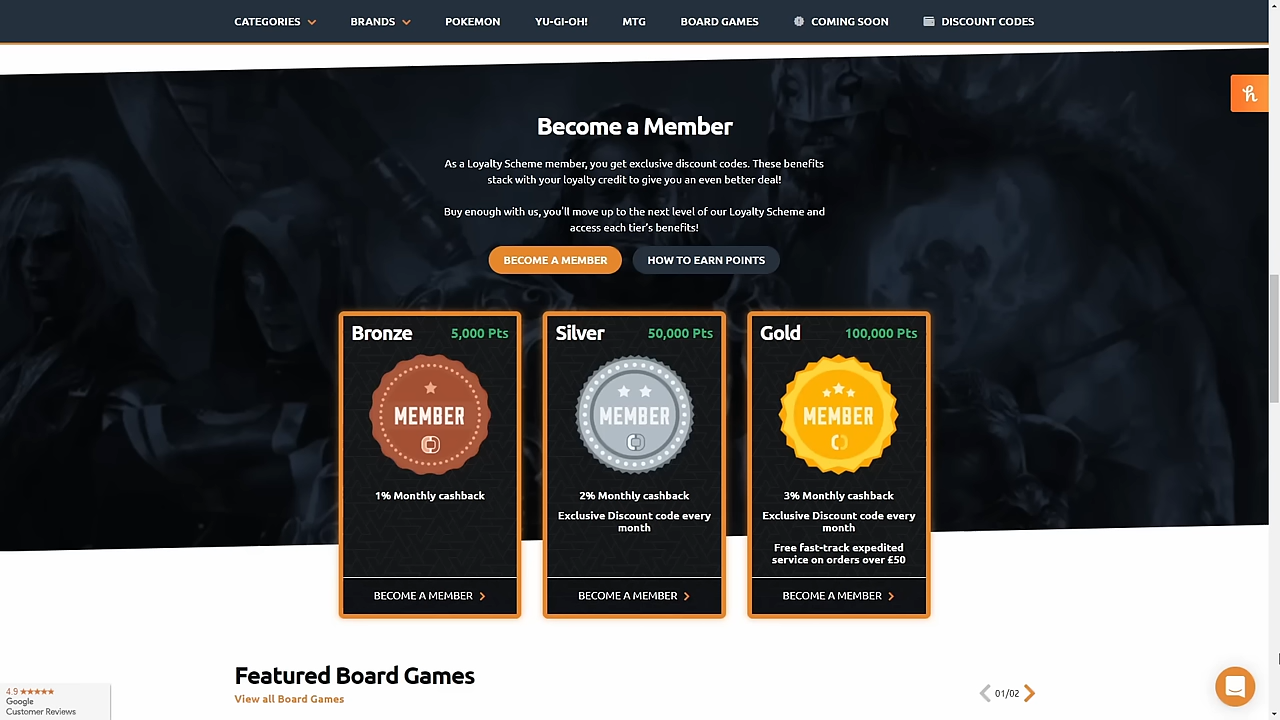 CATEGORIES BRANDS POKEMON YU-GI-OH! MTG BOARD GAMES COMING SOON DISCOUNT CODES
Become a Member
As a Loyalty Scheme member, you get exclusive discount codes. These benefits
stack with your loyalty credit to give you an even better deal!
Buy enough with us, you'll move up to the next level of our Loyalty Scheme and
access each tier's benefits!
BECOME A MEMBER HOW TO EARN POINTS
Bronze 5,000 Pts
MEMBER
1% Monthly cashback
BECOME A MEMBER
Silver 50,000 Pts
MEMBER
2% Monthly cashback
Exclusive Discount code every
month
BECOME A MEMBER
Gold 100,000 Pts
MEMBER
3% Monthly cashback
Exclusive Discount code every
month
Free fast-track expedited
service on orders over £50
BECOME A MEMBER
Featured Board Games
View all Board Games
01/02
4.9
Google
Customer Reviews